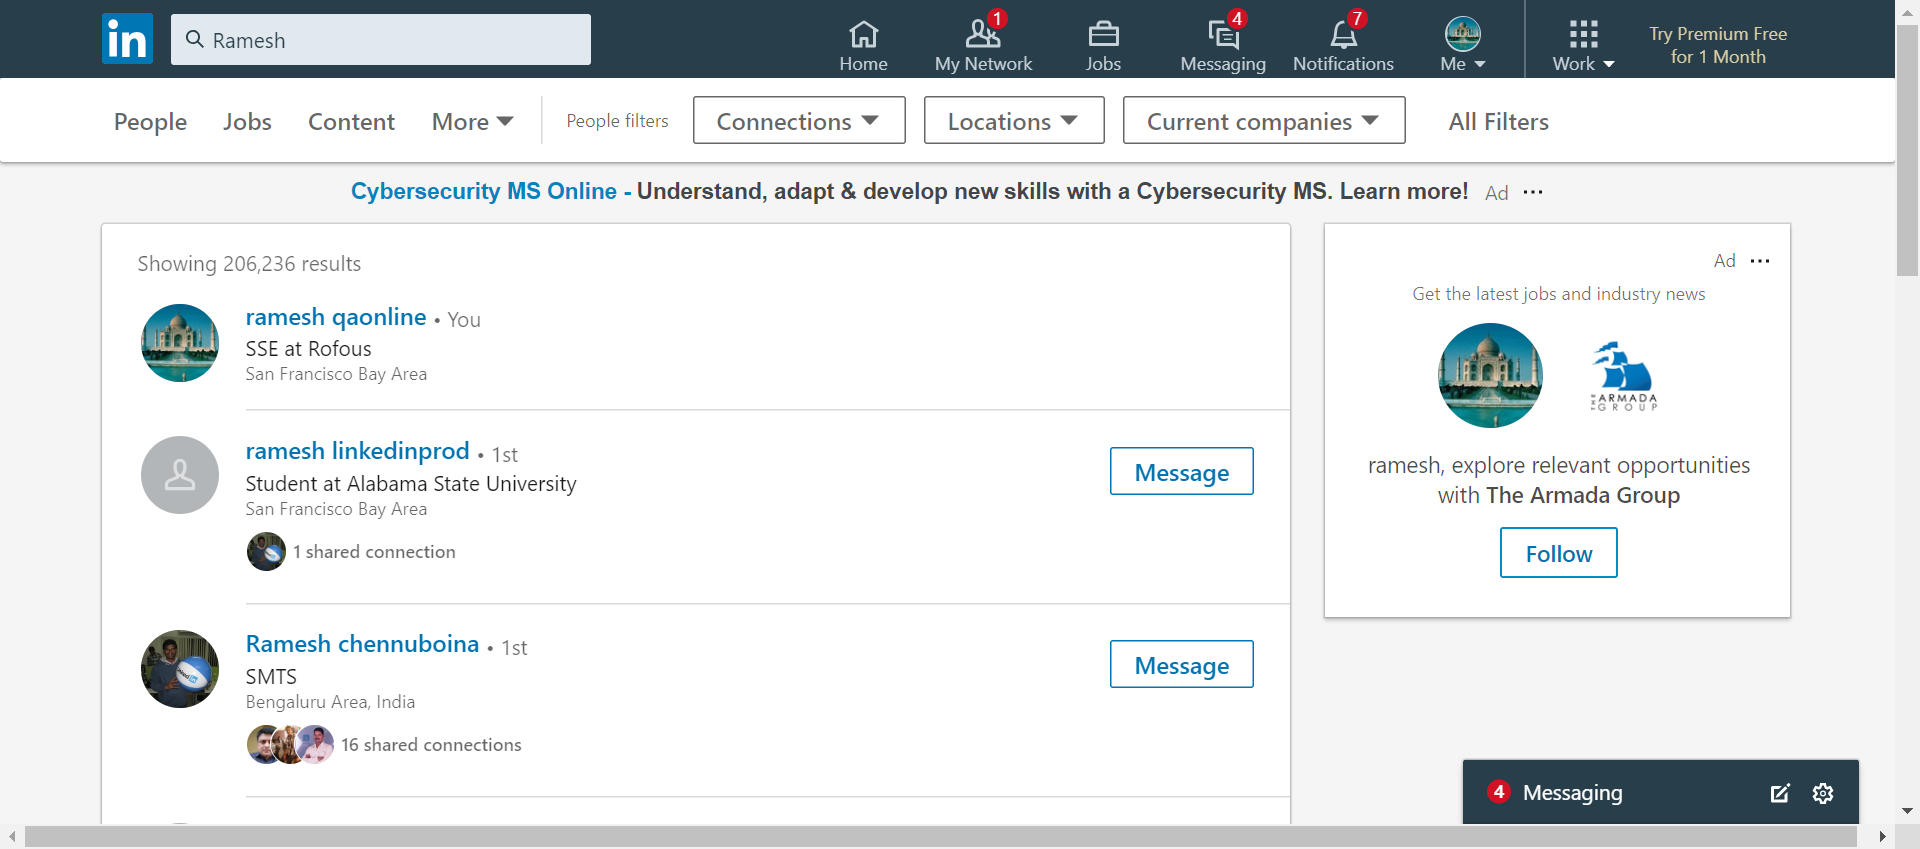 in
Ramesh
Home
1
My Network
Jobs
4
Messaging
7
Notifications
Me
Work
Try Premium Free
for 1 Month
People
Jobs
Content
More
People filters
Connections
Locations
Current companies
All Filters
Cybersecurity MS Online - Understand, adapt & develop new skills with a Cybersecurity MS. Learn more! Ad
Showing 206,236 results
ramesh qaonline • You
SSE at Rofous
San Francisco Bay Area
ramesh linkedinprod • 1st
Student at Alabama State University
San Francisco Bay Area
1 shared connection
Message
Ramesh chennuboina • 1st
SMTS
Bengaluru Area, India
16 shared connections
Message
Ad
Get the latest jobs and industry news
THE ARMADA
GROUP
ramesh, explore relevant opportunities
with The Armada Group
Follow
4 Messaging